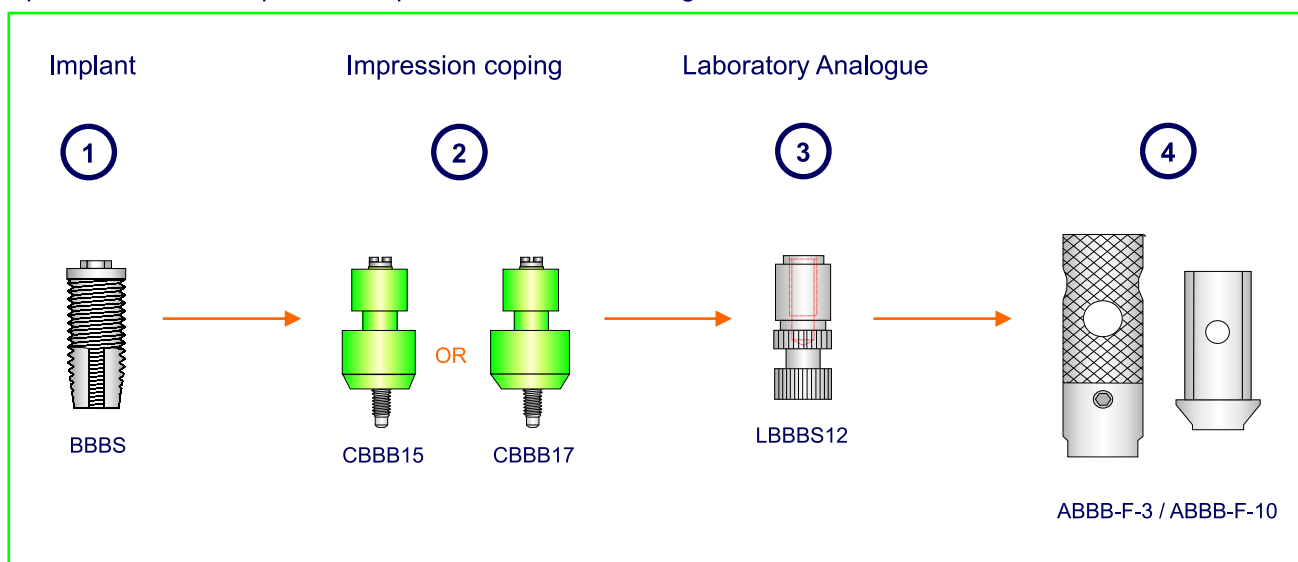 Implant
Impression coping
Laboratory Analogue
1
2
3
4
OR
BBBS
CBBB15
CBBB17
LBBBS12
ABBB-F-3 / ABBB-F-10